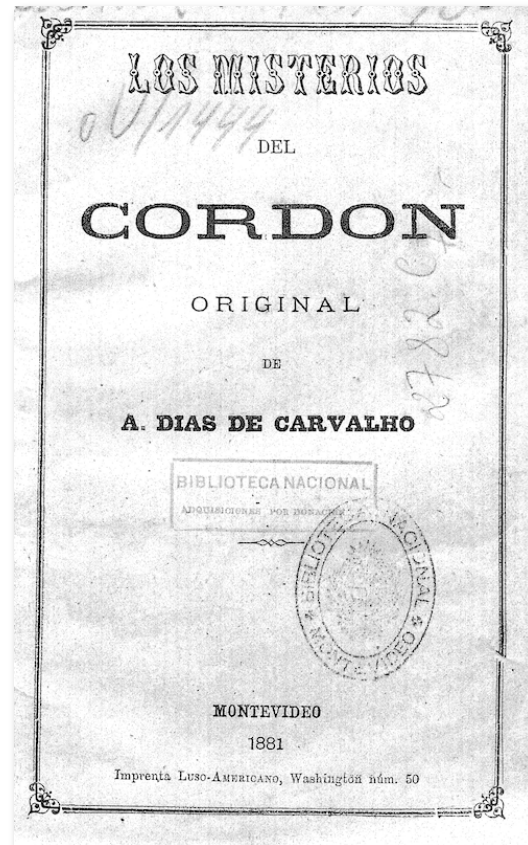 LOS MISTERIOS
DEL
CORDON
ORIGINAL
DE
A. DIAS DE CARVALHO
BIBLIOTECA NACIONAL
ADQUISICIONES POR
BIBLIOTECA NACIONAL
MONTEVIDEO
MONTEVIDEO
1881
Imprenta LUSO-AMERICANO, Washington núm. 50